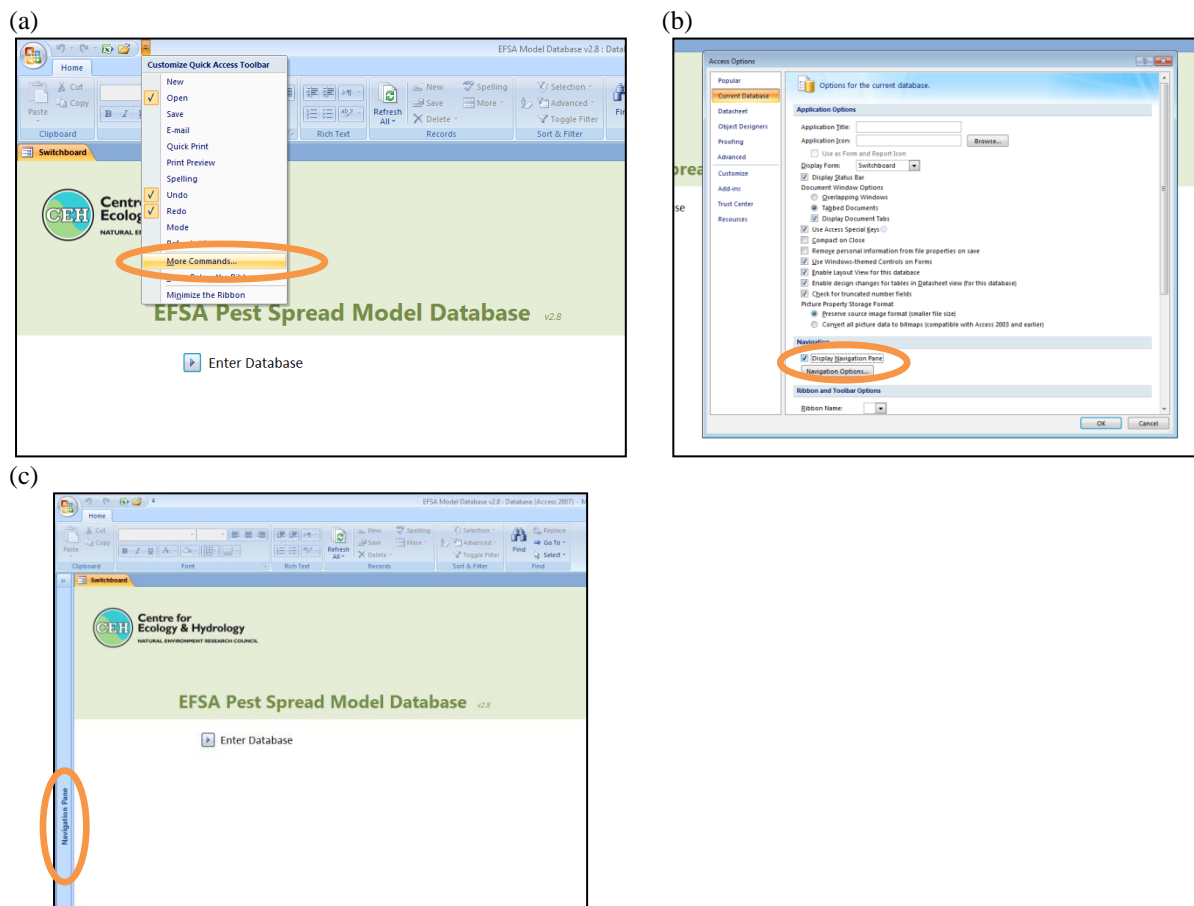 (a)
(b)
EFSA Model Database v2.8 : Datab
Home
Customize Quick Access Toolbar
New
Open
Save
E-mail
Quick Print
Print Preview
Spelling
Undo
Redo
Mode
More Commands...
Minimize the Ribbon
Cut
Copy
Paste
Clipboard
B I
Rich Text
Refresh
All
New
Save
Delete
Spelling
More
Records
Selection
Advanced
Toggle Filter
Sort & Filter
Switchboard
CEH
Centr
Ecolog
EFSA Pest Spread Model Database v2.8
Enter Database
Access Options
Popular
Current Database
Datasheet
Object Designers
Proofing
Advanced
Customize
Add-ins
Trust Center
Resources
Options for the current database.
Application Options
Application Title:
Application Icon:
Browse...
Use as Form and Report Icon
Display Form: Switchboard
Display Status Bar
Document Window Options
Overlapping Windows
Tabbed Documents
Display Document Tabs
Use Access Special Keys
Compact on Close
Remove personal information from file properties on save
Use Windows-themed Controls on Forms
Enable Layout View for this database
Enable design changes for tables in Datasheet view (for this database)
Check for truncated number fields
Picture Property Storage Format
Preserve source image format (smaller file size)
Convert all picture data to bitmaps (compatible with Access 2003 and earlier)
Navigation
Display Navigation Pane
Navigation Options...
Ribbon and Toolbar Options
Ribbon Name:
OK Cancel
(c)
EFSA Model Database v2.8 : Database (Access 2007) - M
Home
Cut
Copy
Paste
Clipboard
B I U A
Font
Rich Text
Refresh
All
New
Save
Delete
Spelling
More
Records
Selection
Advanced
Toggle Filter
Sort & Filter
Find
Replace
Go To
Select
Find
Switchboard
CEH
Centre for
Ecology & Hydrology
NATURAL ENVIRONMENT RESEARCH COUNCIL
EFSA Pest Spread Model Database v2.8
Enter Database
Navigation Pane